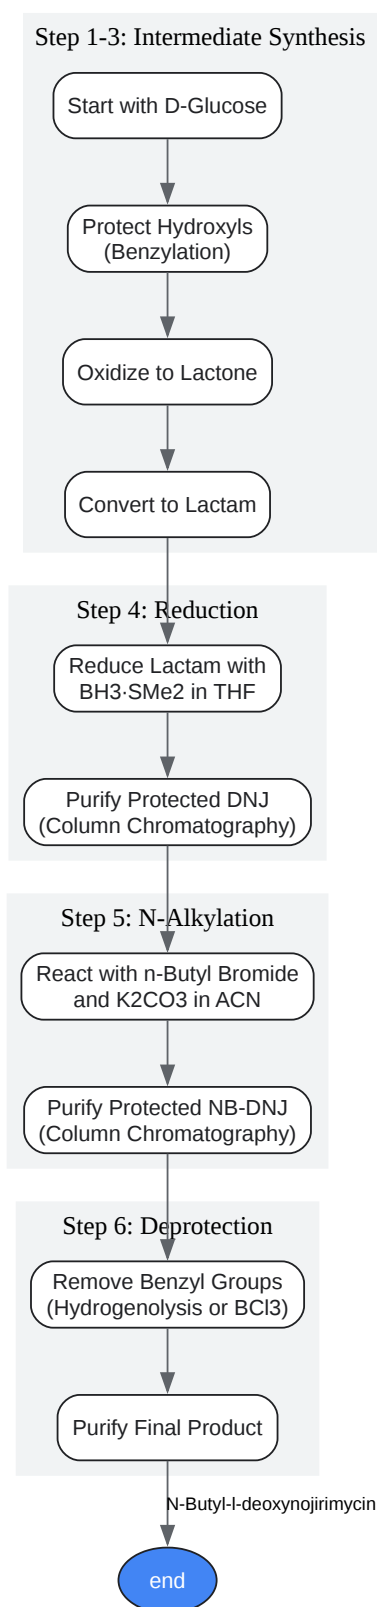 Step 1-3: Intermediate Synthesis
Start with D-Glucose
Protect Hydroxyls
(Benzylation)
Oxidize to Lactone
Convert to Lactam
Step 4: Reduction
Reduce Lactam with
BH3·SMe2 in THF
Purify Protected DNJ
(Column Chromatography)
Step 5: N-Alkylation
React with n-Butyl Bromide
and K2CO3 in ACN
Purify Protected NB-DNJ
(Column Chromatography)
Step 6: Deprotection
Remove Benzyl Groups
(Hydrogenolysis or BCl3)
Purify Final Product
N-Butyl-l-deoxynojirimycin
end